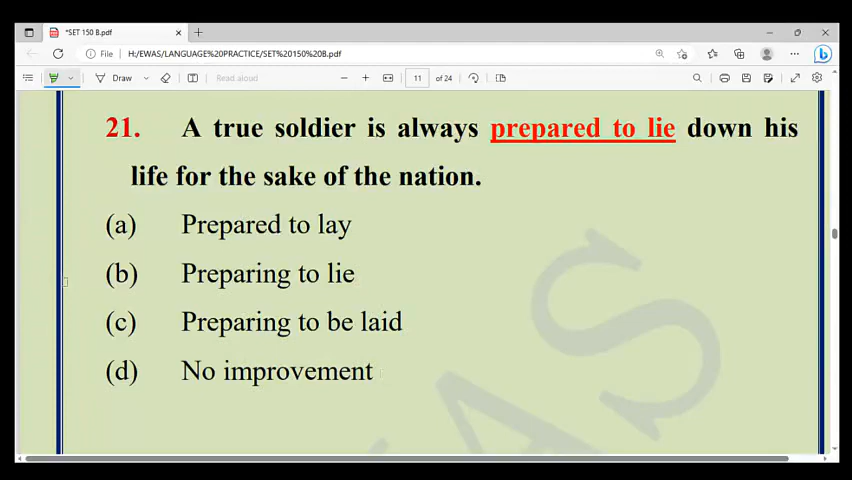 *SET 150 B.pdf
File H:/EWAS/LANGUAGE%20PRACTICE/SET%20150%20B.pdf
Draw Read aloud 11 of 24
21. A true soldier is always prepared to lie down his
life for the sake of the nation.
(a) Prepared to lay
(b) Preparing to lie
(c) Preparing to be laid
(d) No improvement
AS